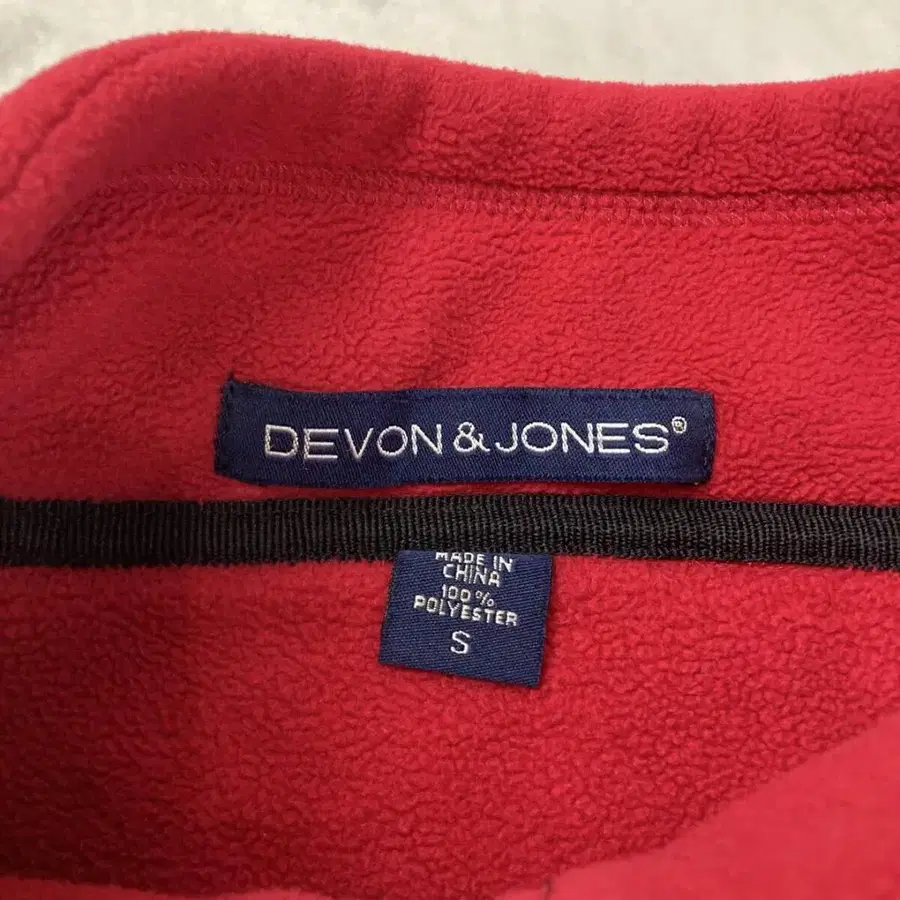 DEVON & JONES®
MADE IN
CHINA
100%
POLYESTER
S